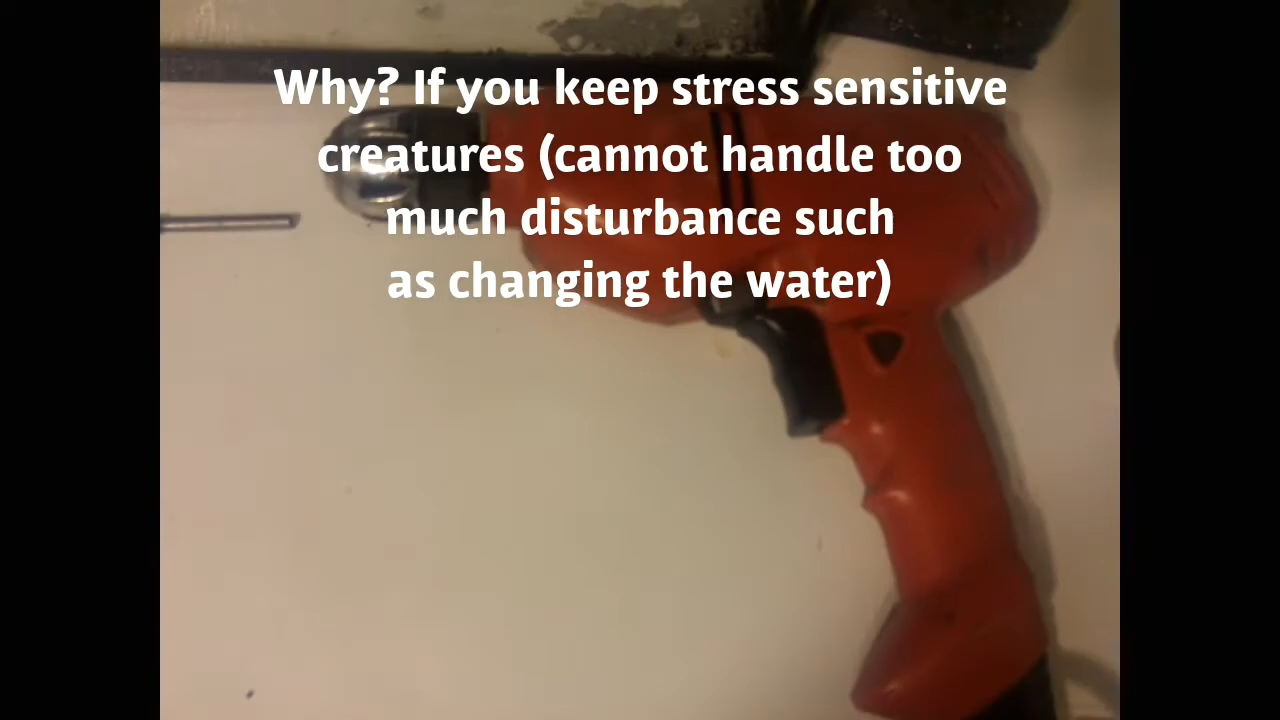 Why? If you keep stress sensitive
creatures (cannot handle too
much disturbance such
as changing the water)